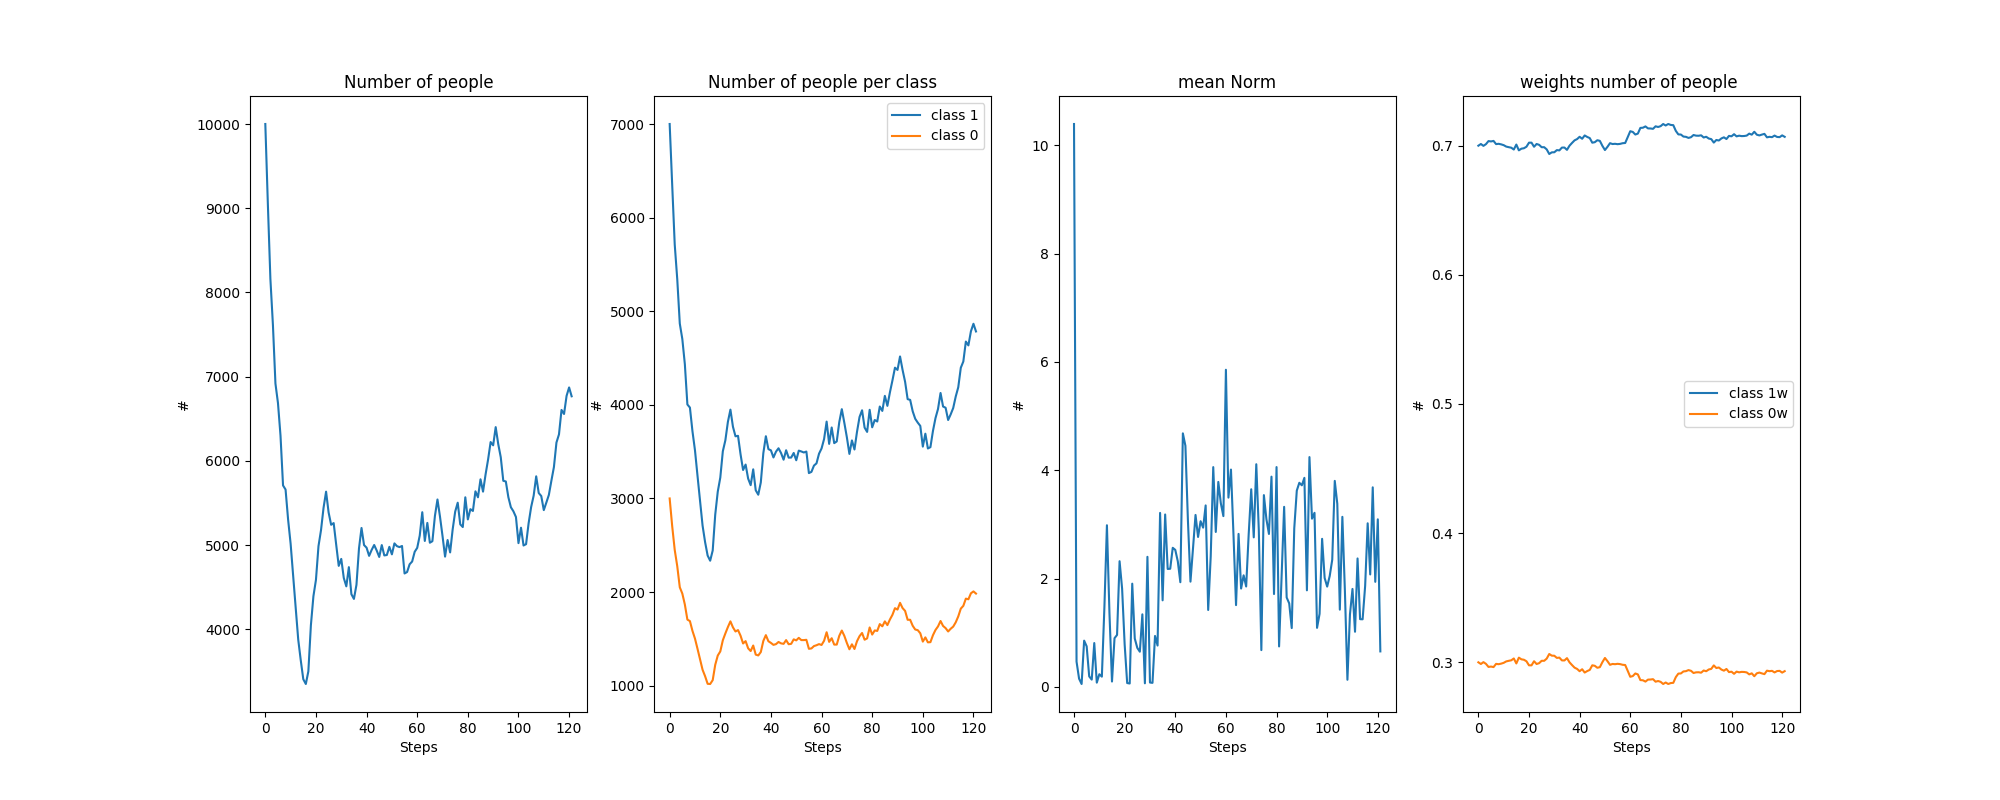 Number of people
10000
9000
8000
7000
6000
5000
4000
#
0 20 40 60 80 100 120
Steps
Number of people per class
class 1
class 0
7000
6000
5000
4000
3000
2000
1000
#
0 20 40 60 80 100 120
Steps
mean Norm
10
8
6
4
2
0
#
0 20 40 60 80 100 120
Steps
weights number of people
0.7
0.6
0.5
0.4
0.3
#
class 1w
class 0w
0 20 40 60 80 100 120
Steps